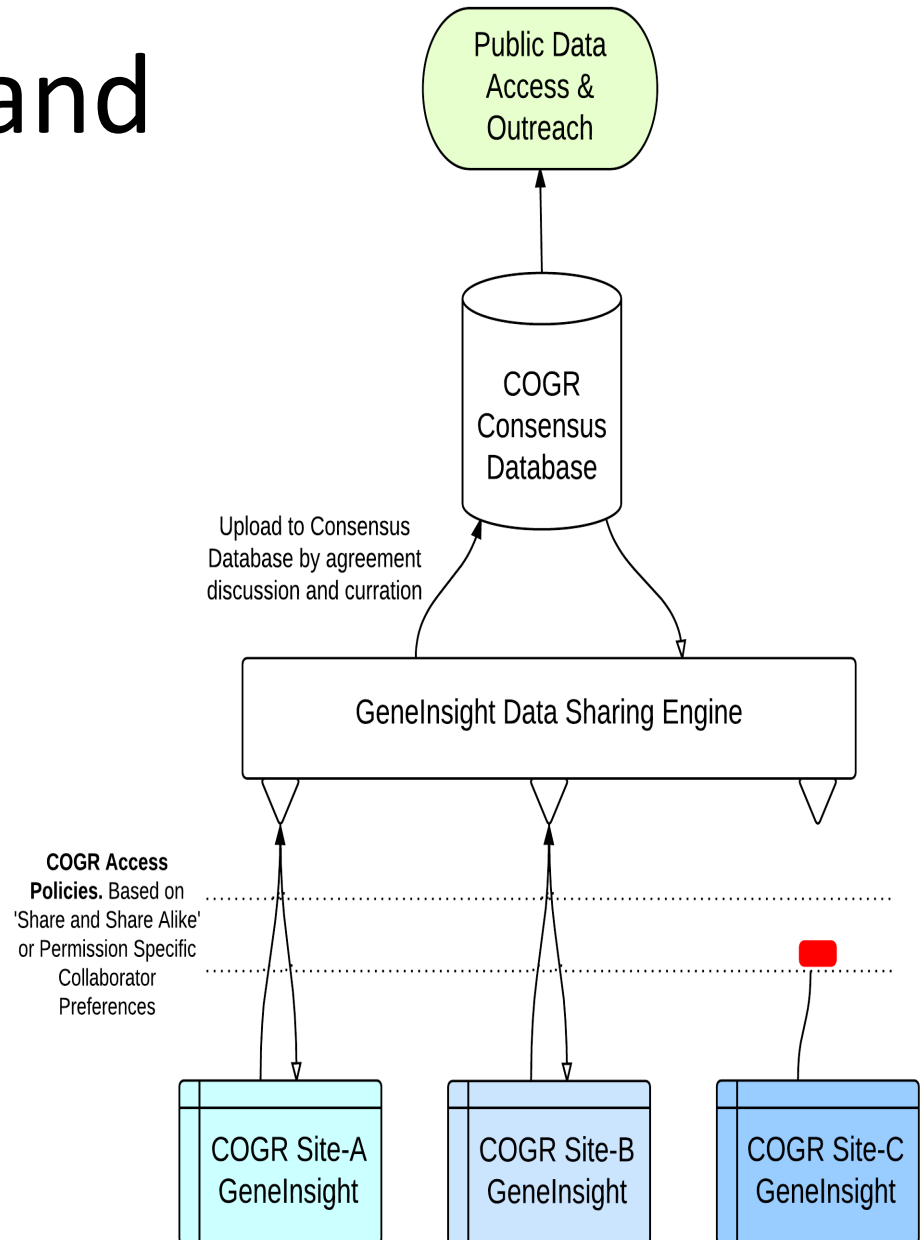 and
Public Data
Access &
Outreach
COGR
Consensus
Database
Upload to Consensus
Database by agreement
discussion and curration
GeneInsight Data Sharing Engine
COGR Access
Policies. Based on
'Share and Share Alike'
or Permission Specific
Collaborator
Preferences
COGR Site-A
GeneInsight
COGR Site-B
GeneInsight
COGR Site-C
GeneInsight